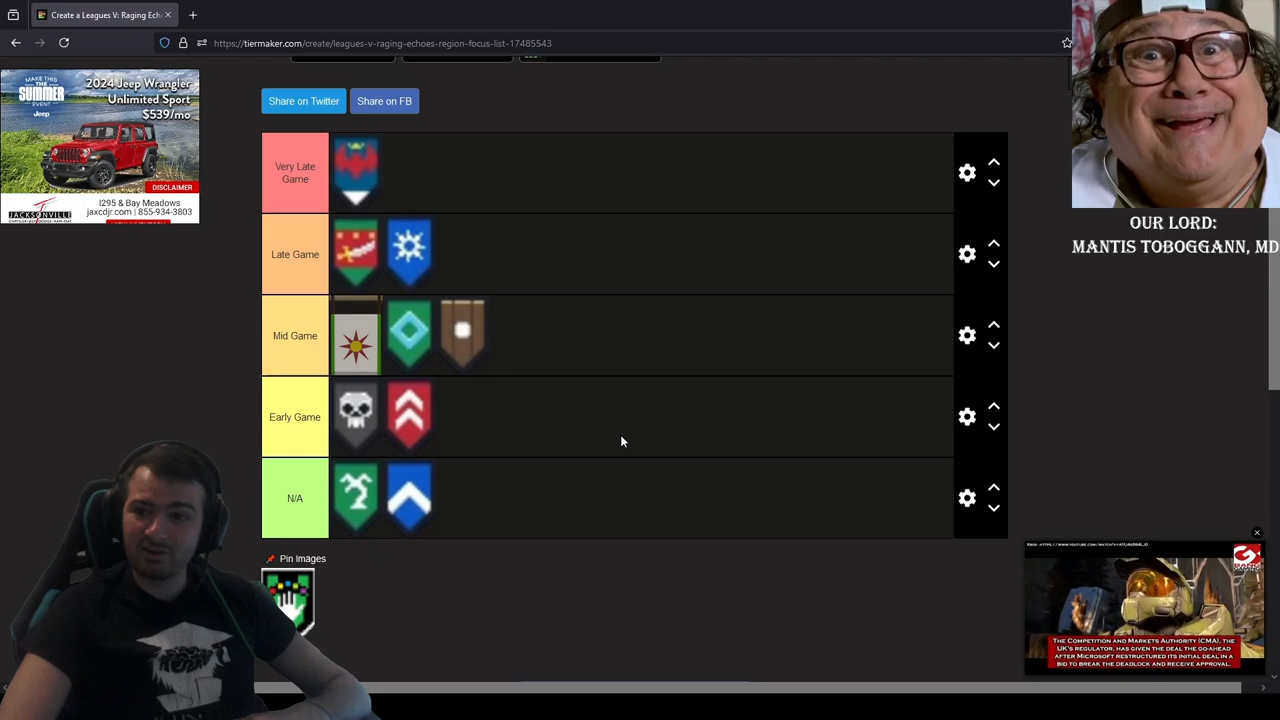 Create a Leagues V: Raging Ech
https://tiermaker.com/create/leagues-v-raging-echoes-region-focus-list-17485543
MAKE THIS
THE
SUMMER
EVENT
Jeep
2024 Jeep Wrangler
Unlimited Sport
$539/mo
DISCLAIMER
JACKSONVILLE
I295 & Bay Meadows
jaxcdjr.com | 855-934-3803
Share on Twitter
Share on FB
Very Late
Game
Late Game
Mid Game
Early Game
N/A
📌 Pin Images
OUR LORD:
MANTIS TOBOGGANN, MD
THE COMPETITION AND MARKETS AUTHORITY (CMA), THE
UK'S REGULATOR, HAS GIVEN THE DEAL THE GO-AHEAD
AFTER MICROSOFT RESTRUCTURED ITS INITIAL DEAL IN A
BID TO BREAK THE DEADLOCK AND RECEIVE APPROVAL.